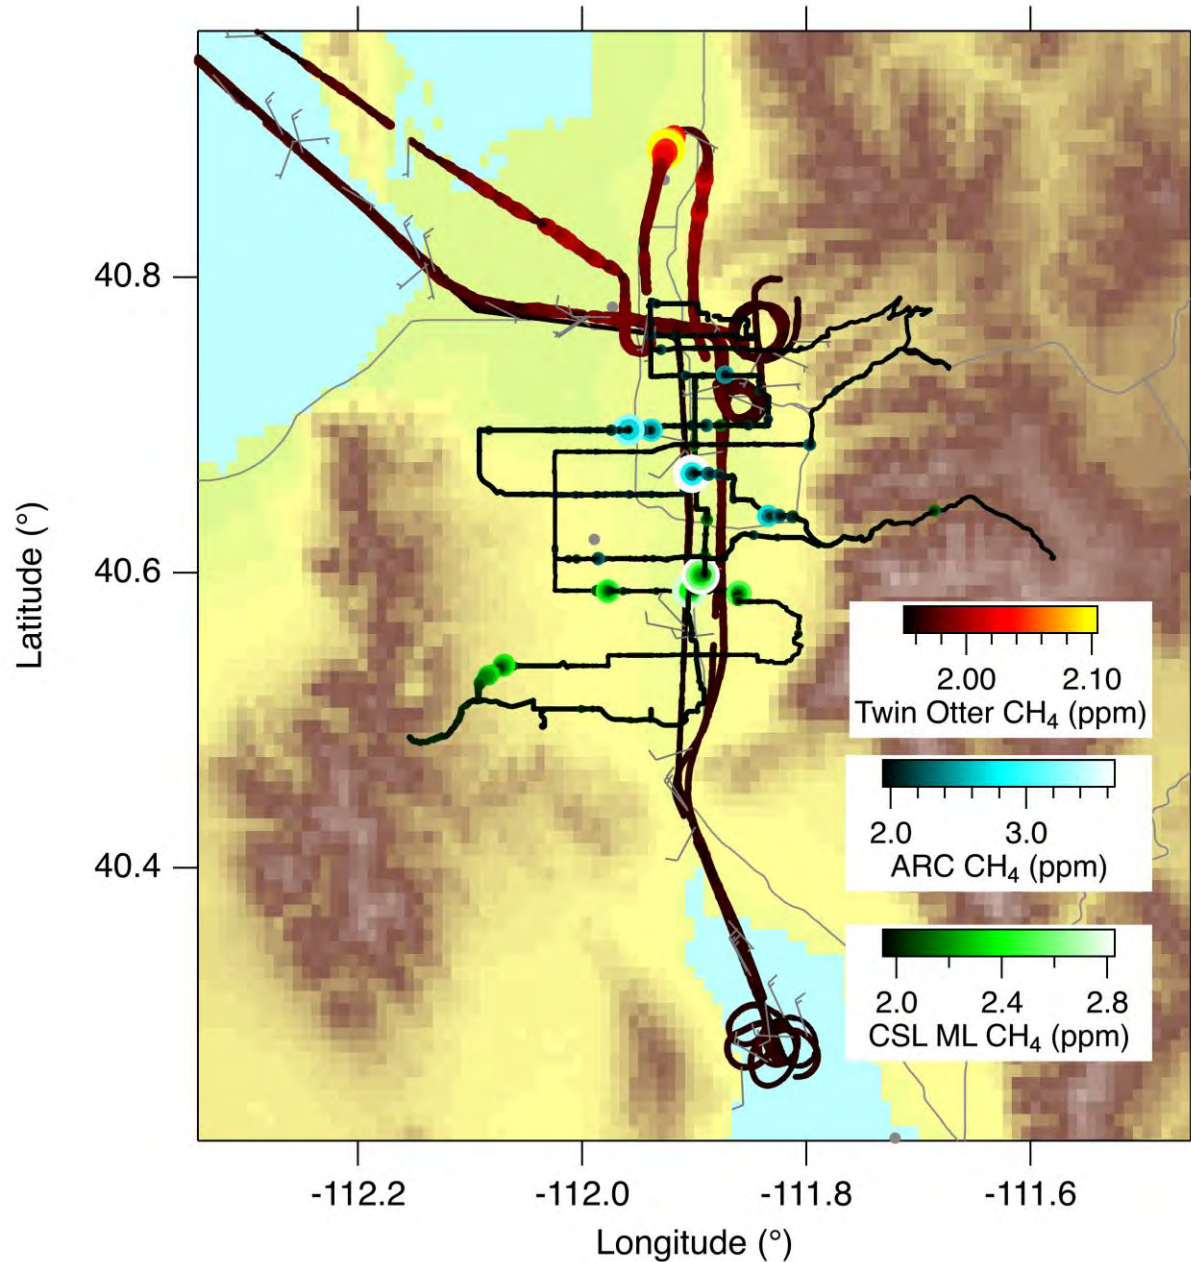 40.8
40.6
40.4
Latitude (°)
2.00 2.10
Twin Otter CH₄ (ppm)
2.0 3.0
ARC CH₄ (ppm)
2.0 2.4 2.8
CSL ML CH₄ (ppm)
-112.2 -112.0 -111.8 -111.6
Longitude (°)